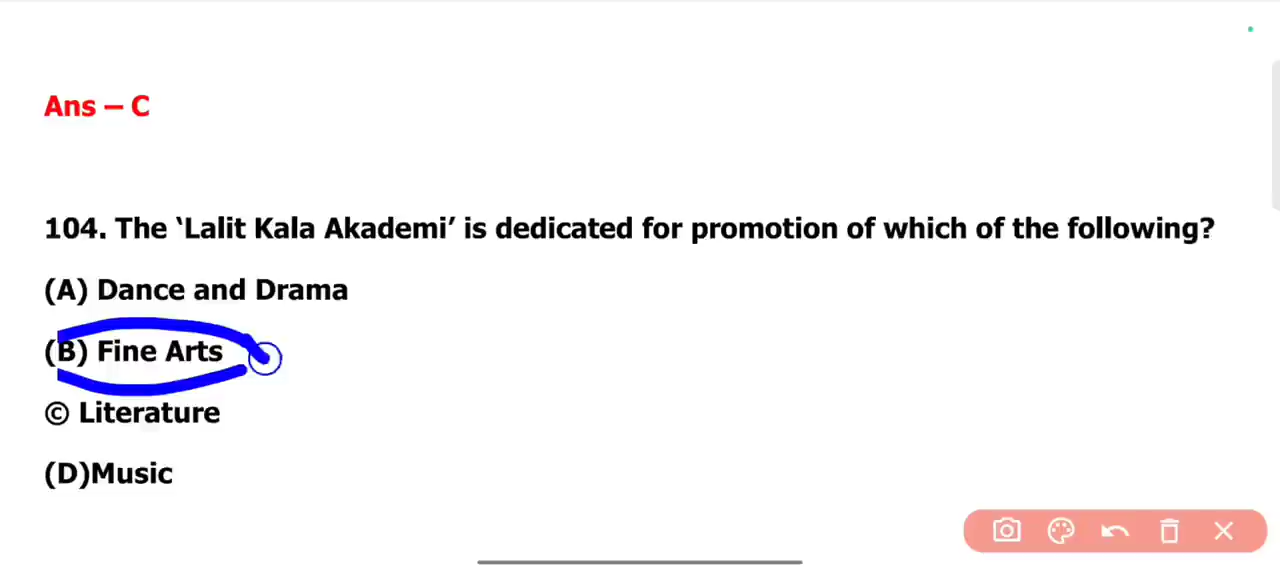 Ans – C
104. The ‘Lalit Kala Akademi’ is dedicated for promotion of which of the following?
(A) Dance and Drama
(B) Fine Arts
© Literature
(D)Music